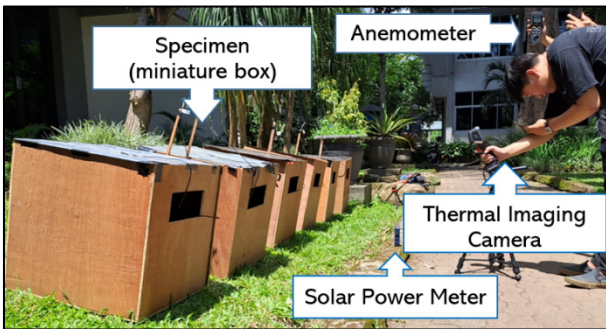 Specimen
(miniature box)
Anemometer
Thermal Imaging
Camera
Solar Power Meter